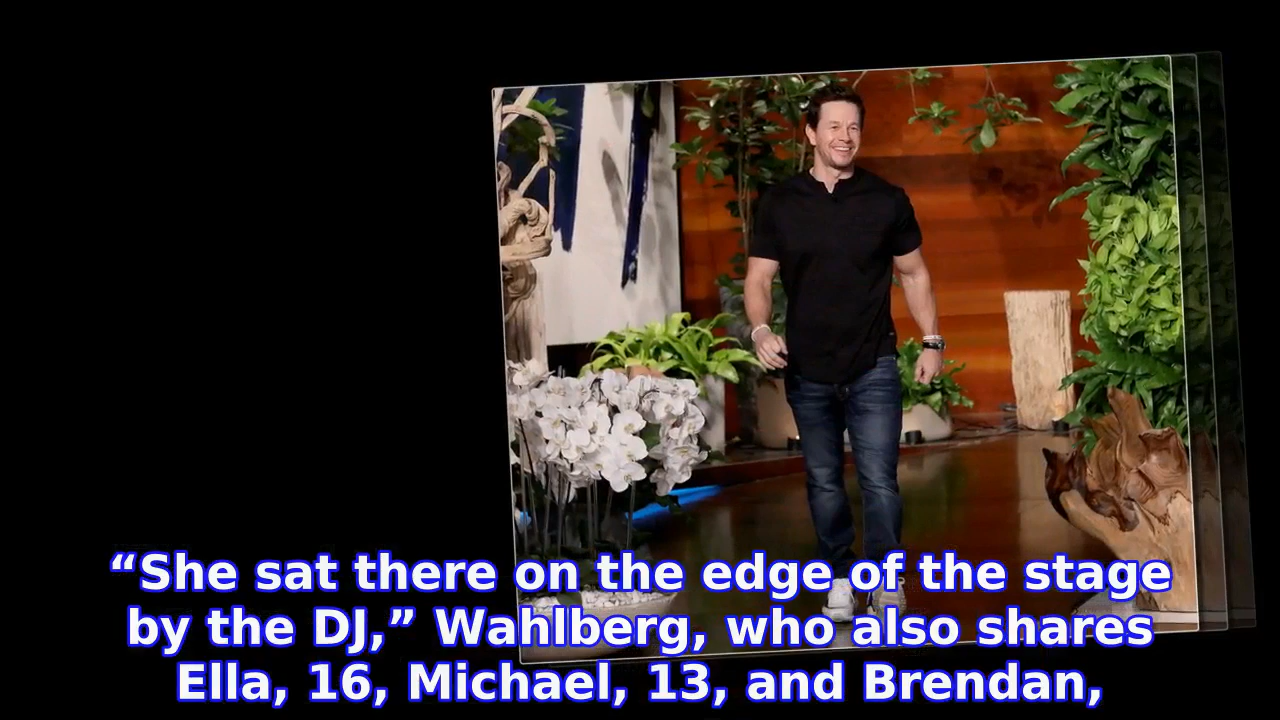 “She sat there on the edge of the stage
by the DJ,” Wahlberg, who also shares
Ella, 16, Michael, 13, and Brendan,